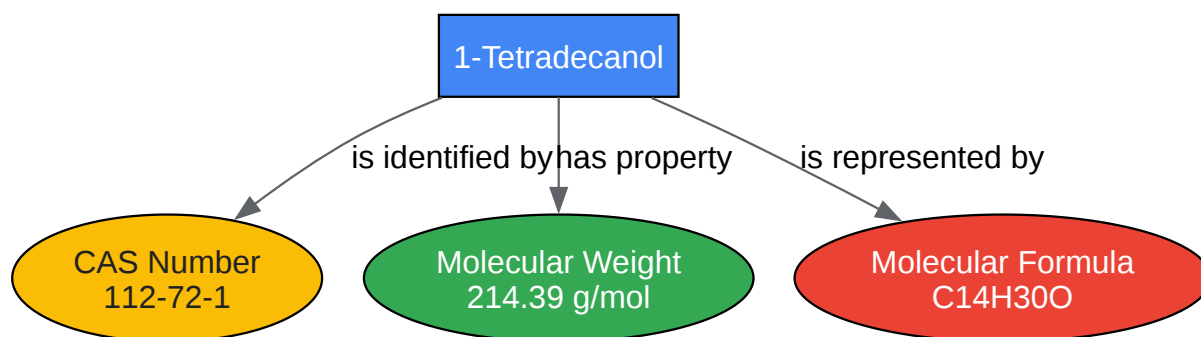 1-Tetradecanol
is identified by
has property
is represented by
CAS Number
112-72-1
Molecular Weight
214.39 g/mol
Molecular Formula
C14H30O